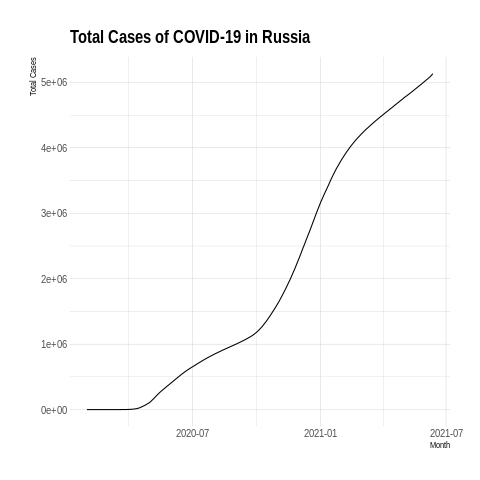 Total Cases of COVID-19 in Russia
Total Cases
5e+06
4e+06
3e+06
2e+06
1e+06
0e+00
2020-07
2021-01
2021-07
Month